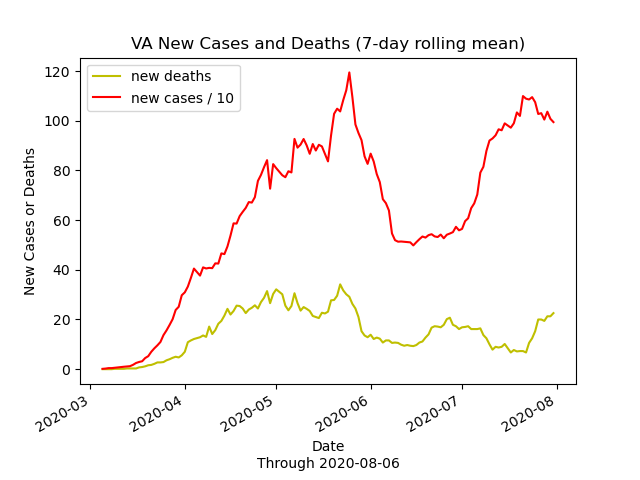 VA New Cases and Deaths (7-day rolling mean)
new deaths
new cases / 10
120
100
80
60
40
20
0
New Cases or Deaths
2020-03
2020-04
2020-05
2020-06
2020-07
2020-08
Date
Through 2020-08-06